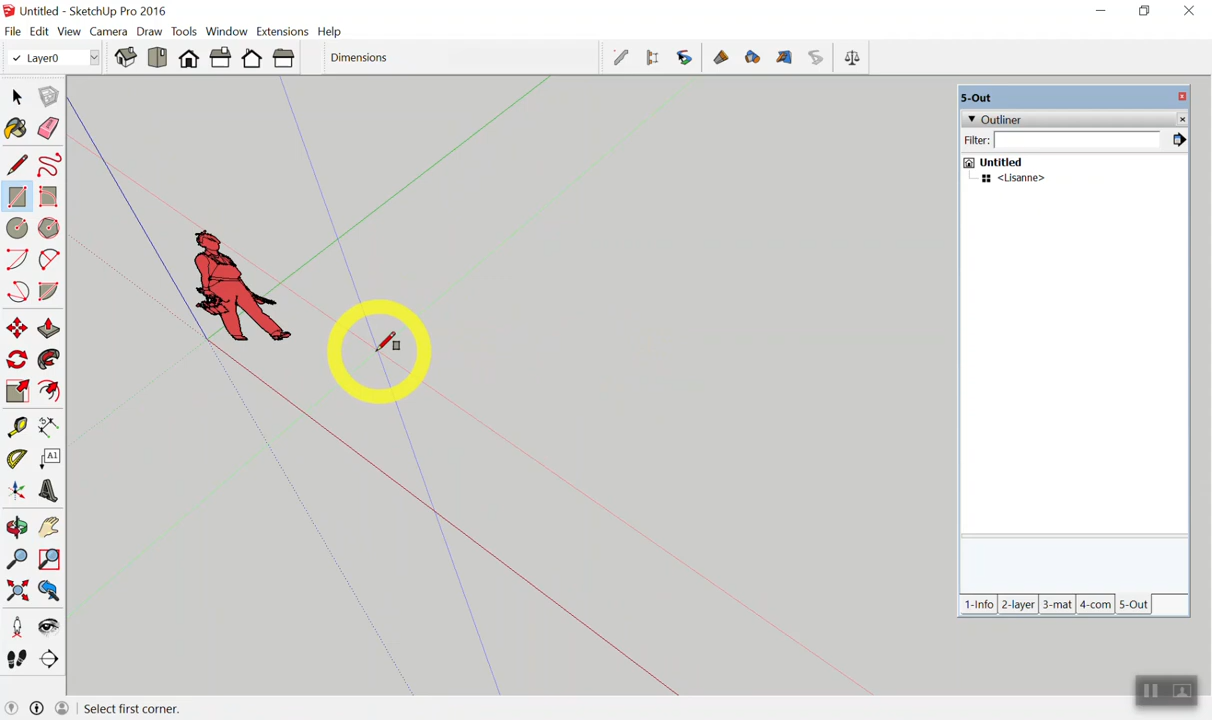 Untitled - SketchUp Pro 2016
File Edit View Camera Draw Tools Window Extensions Help
Layer0
Dimensions
5-Out
Outliner
Filter:
Untitled
<Lisanne>
A1
1-Info 2-layer 3-mat 4-com 5-Out
Select first corner.